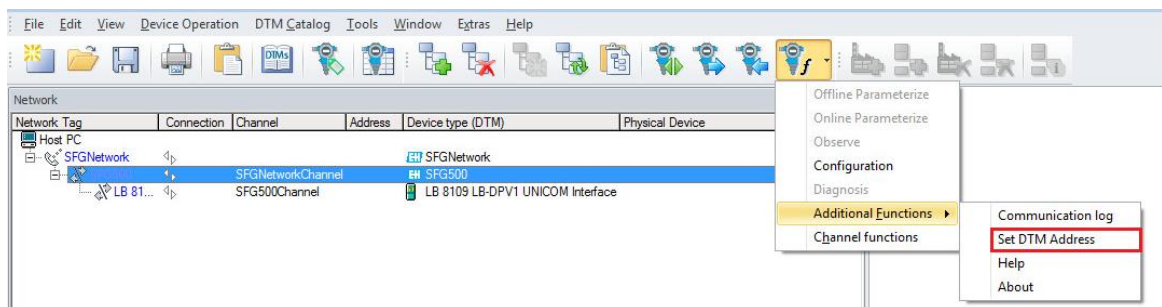 File Edit View Device Operation DTM Catalog Tools Window Extras Help
DTMs
Network
Network Tag Connection Channel Address Device type (DTM) Physical Device
Host PC
SFGNetwork SFGNetwork
SFG500 SFGNetworkChannel SFG500
LB 81... SFG500Channel LB 8109 LB-DPV1 UNICOM Interface
Offline Parameterize
Online Parameterize
Observe
Configuration
Diagnosis
Additional Functions
Channel functions
Communication log
Set DTM Address
Help
About